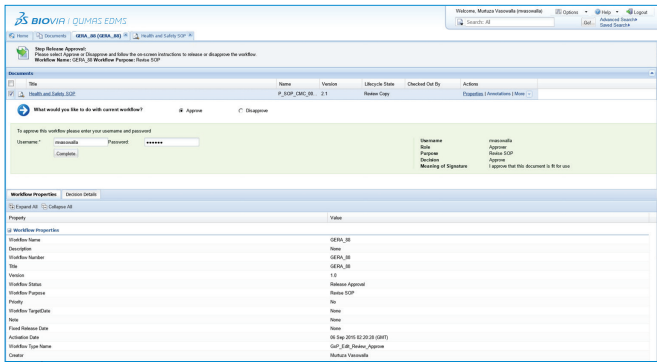 Welcome, Murtuza Vasowalla (mvasowalla) Options Help Logout
BIOVIA | QUMAS EDMS
Search: All Go! Advanced Search
Saved Search
Home Documents GERA_88 (GERA_88) Health and Safety SOP
Step Release Approval:
Please select Approve or Disapprove and follow the on-screen instructions to release or disapprove the workflow.
Workflow Name: GERA_88 Workflow Purpose: Revise SOP
Documents
Title Name Version Lifecycle State Checked Out By Actions
Health and Safety SOP P_SOP_CMC_00... 2.1 Review Copy Properties | Annotations | More
What would you like to do with current workflow? Approve Disapprove
To approve this workflow please enter your username and password
Username:* mvasowalla Password: ••••••
Complete
Username mvasowalla
Role Approver
Purpose Revise SOP
Decision Approve
Meaning of Signature I approve that this document is fit for use
Workflow Properties Decision Details
Expand All Collapse All
Property Value
Workflow Properties
Workflow Name GERA_88
Description None
Workflow Number GERA_88
Title GERA_88
Version 1.0
Workflow Status Release Approval
Workflow Purpose Revise SOP
Priority No
Workflow TargetDate None
Note None
Fixed Release Date None
Activation Date 06 Sep 2015 02:20:28 (GMT)
Workflow Type Name GxP_Edit_Review_Approve
Creator Murtuza Vasowalla